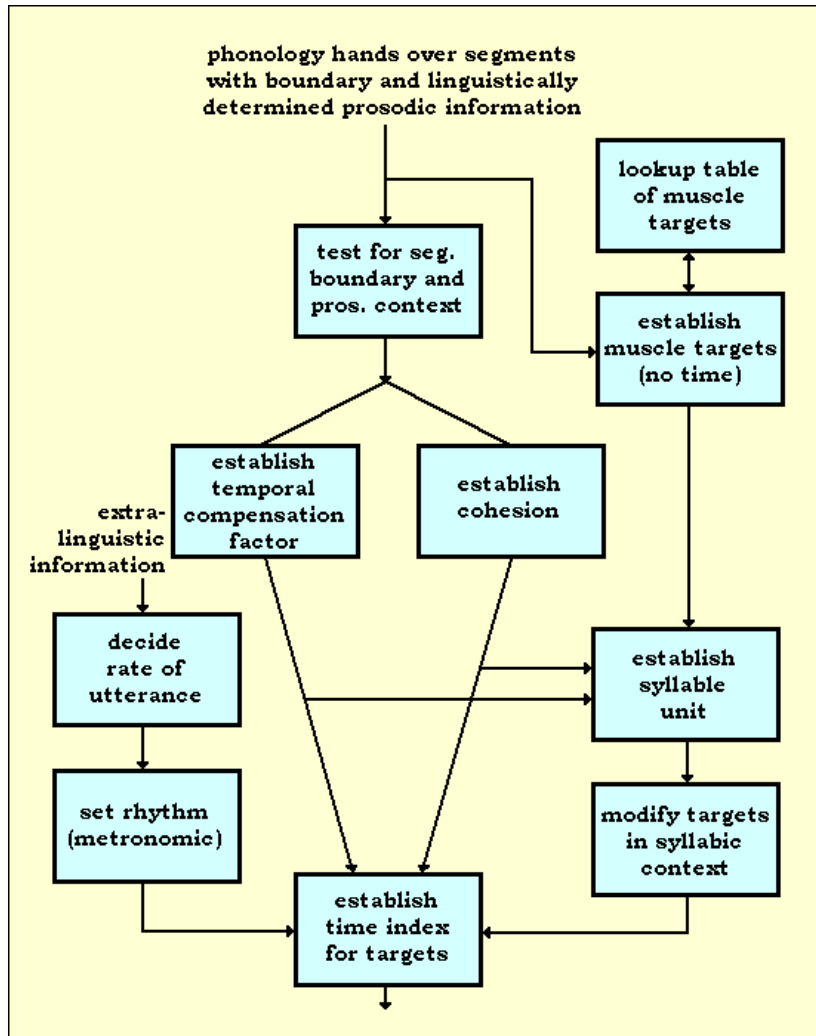 phonology hands over segments
with boundary and linguistically
determined prosodic information
lookup table
of muscle
targets
test for seg.
boundary and
pros. context
establish
muscle targets
(no time)
establish
temporal
compensation
factor
establish
cohesion
extra-
linguistic
information
decide
rate of
utterance
establish
syllable
unit
set rhythm
(metronomic)
modify targets
in syllabic
context
establish
time index
for targets